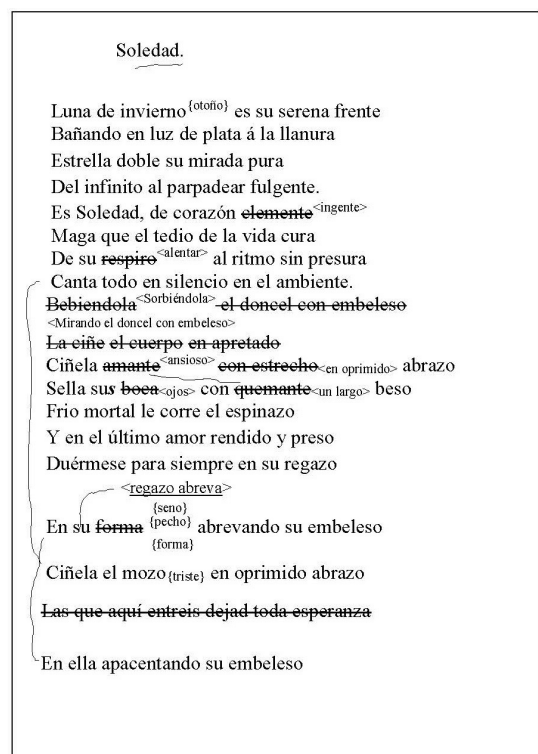 Soledad.
Luna de invierno{otoño} es su serena frente
Bañando en luz de plata á la llanura
Estrella doble su mirada pura
Del infinito al parpadear fulgente.
Es Soledad, de corazón clemente<ingente>
Maga que el tedio de la vida cura
De su respiro<alentar> al ritmo sin presura
Canta todo en silencio en el ambiente.
Bebiendola<Sorbiéndola> el doncel con embeleso
<Mirando el doncel con embeleso>
La ciñe el cuerpo en apretado
Ciñela amante<ansioso> con estrecho<en oprimido> abrazo
Sella sus boca<ojos> con quemante<un largo> beso
Frio mortal le corre el espinazo
Y en el último amor rendido y preso
Duérmese para siempre en su regazo
<regazo abreva>
{seno}
En su forma {pecho} abrevando su embeleso
{forma}
Ciñela el mozo{triste} en oprimido abrazo
Las que aquí entreis dejad toda esperanza
En ella apacentando su embeleso